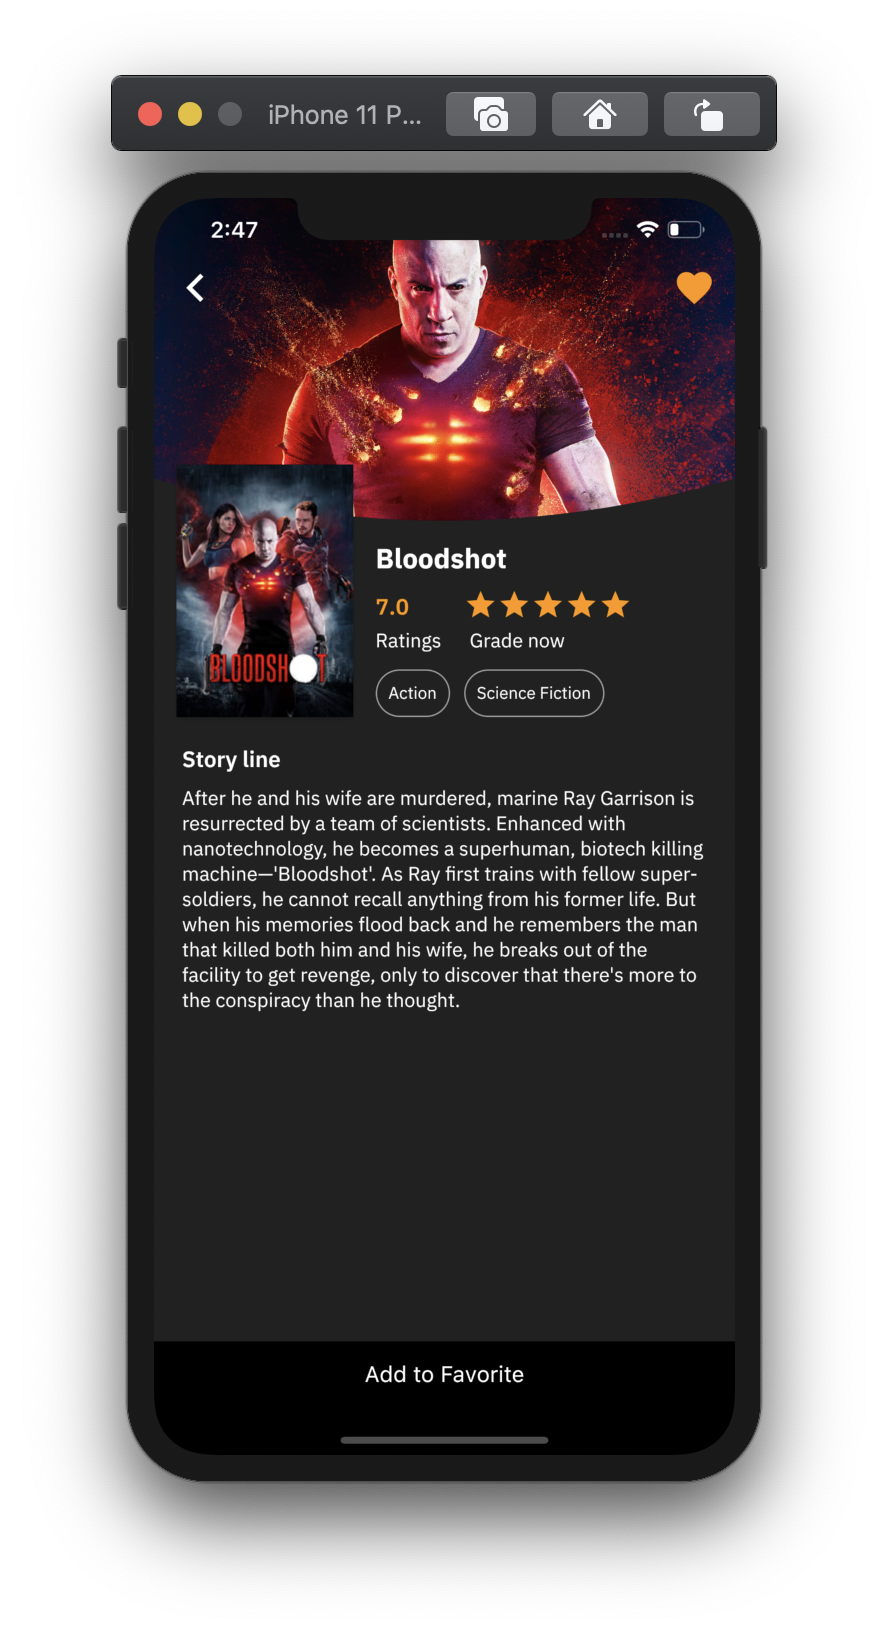 iPhone 11 P...
2:47
BLOODSHOT
Bloodshot
7.0
Ratings
Grade now
Action
Science Fiction
Story line
After he and his wife are murdered, marine Ray Garrison is
resurrected by a team of scientists. Enhanced with
nanotechnology, he becomes a superhuman, biotech killing
machine—'Bloodshot'. As Ray first trains with fellow super-
soldiers, he cannot recall anything from his former life. But
when his memories flood back and he remembers the man
that killed both him and his wife, he breaks out of the
facility to get revenge, only to discover that there's more to
the conspiracy than he thought.
Add to Favorite